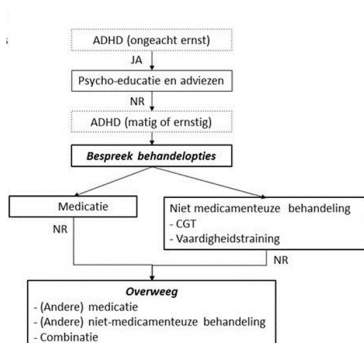 ADHD (ongeacht ernst)
JA
Psycho-educatie en adviezen
NR
ADHD (matig of ernstig)
Bespreek behandelopties
Medicatie
Niet medicamenteuze behandeling
- CGT
- Vaardigheidstraining
NR
NR
Overweeg
- (Andere) medicatie
- (Andere) niet-medicamenteuze behandeling
- Combinatie